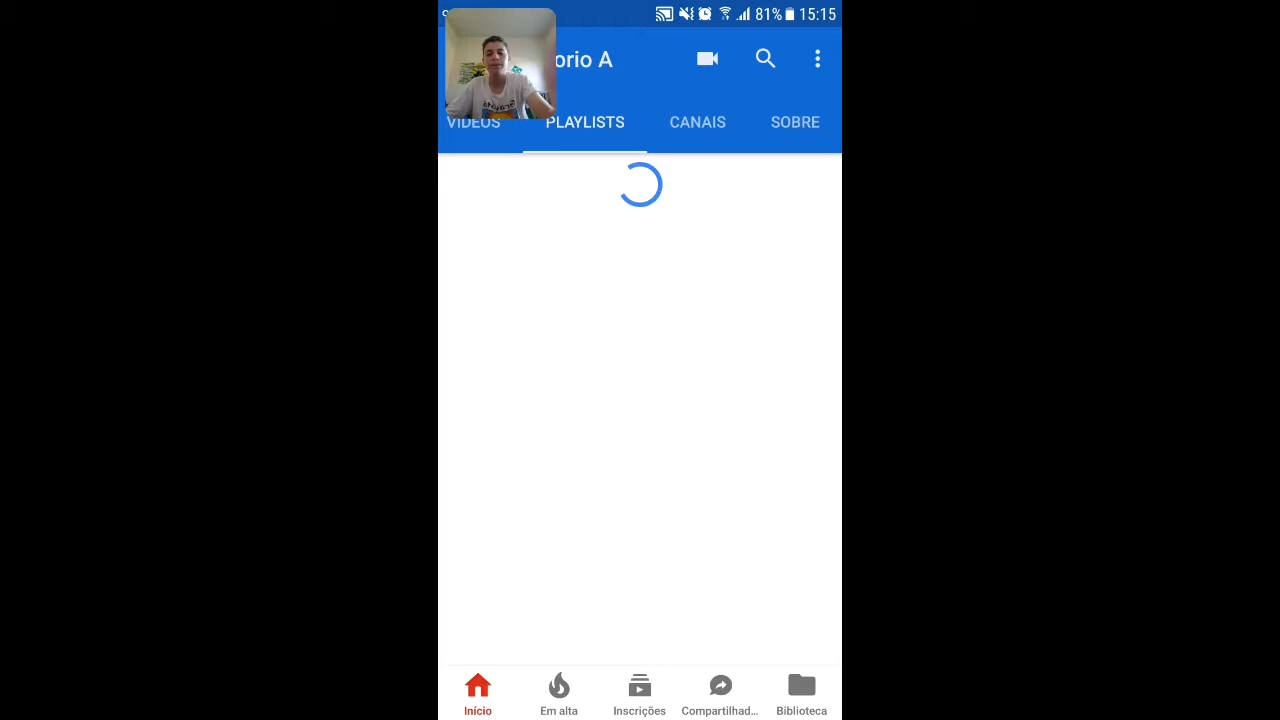 81% 15:15
orio A
VÍDEOS PLAYLISTS CANAIS SOBRE
Início Em alta Inscrições Compartilhad... Biblioteca